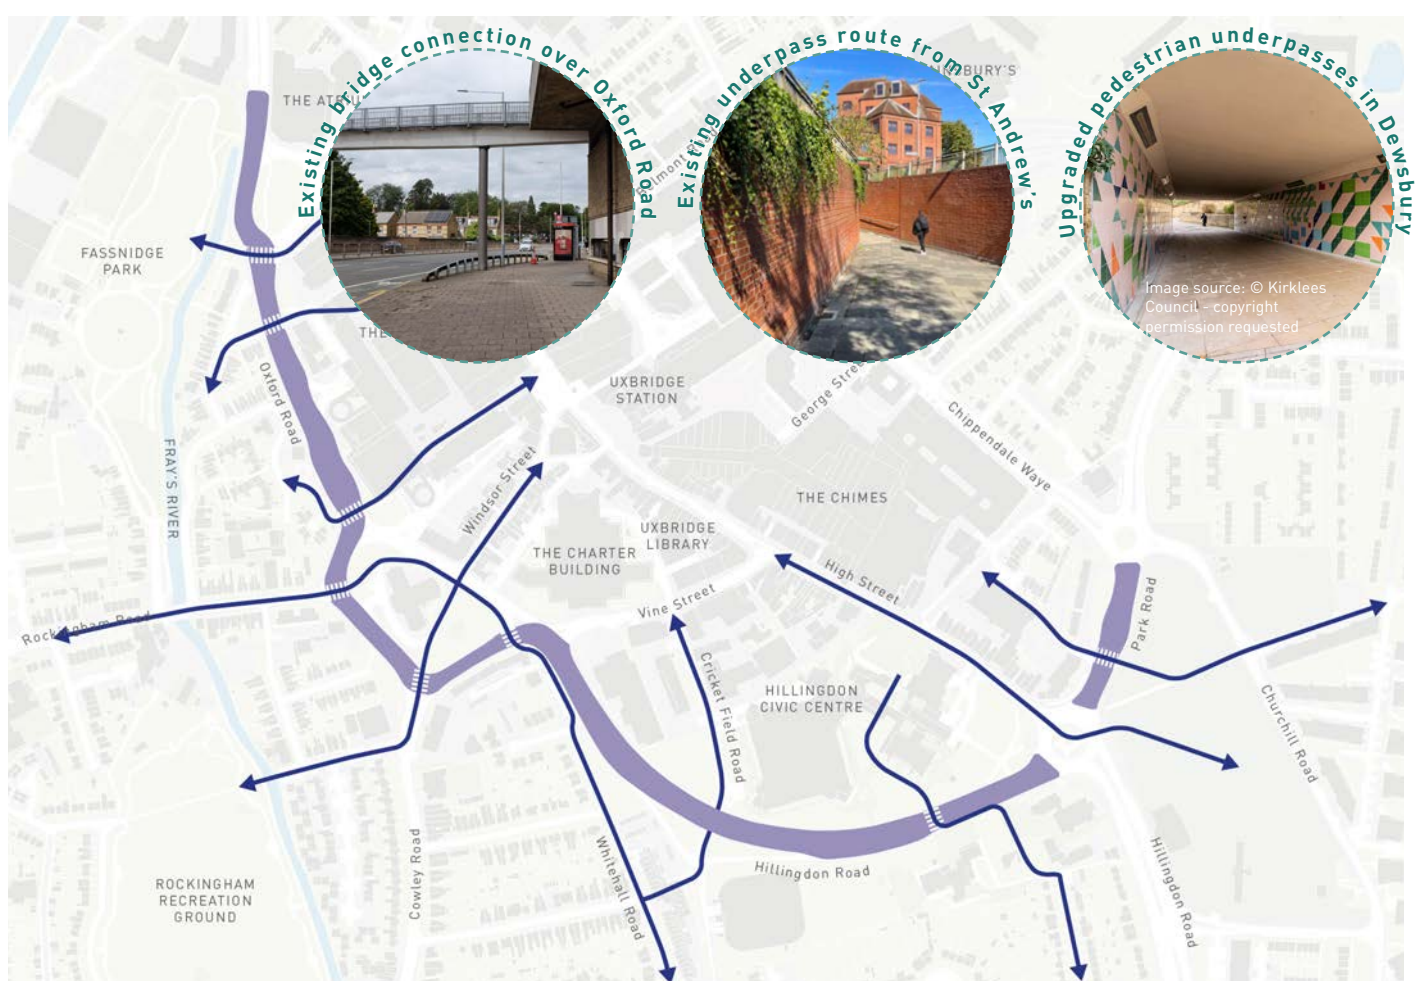 Existing bridge connection over Oxford Road
Existing underpass route from St Andrew's
Upgraded pedestrian underpasses in Dewsbury
Image source: © Kirklees
Council - copyright
permission requested
FASSNIDGE
PARK
Oxford Road
FRAY'S RIVER
UXBRIDGE
STATION
George Street
Chippendale Waye
Windsor Street
THE CHIMES
UXBRIDGE
LIBRARY
THE CHARTER
BUILDING
High Street
Vine Street
Park Road
Rockingham Road
Cricket Field Road
HILLINGDON
CIVIC CENTRE
Churchill Road
Cowley Road
Whitehall Road
Hillingdon Road
Hillingdon Road
ROCKINGHAM
RECREATION
GROUND